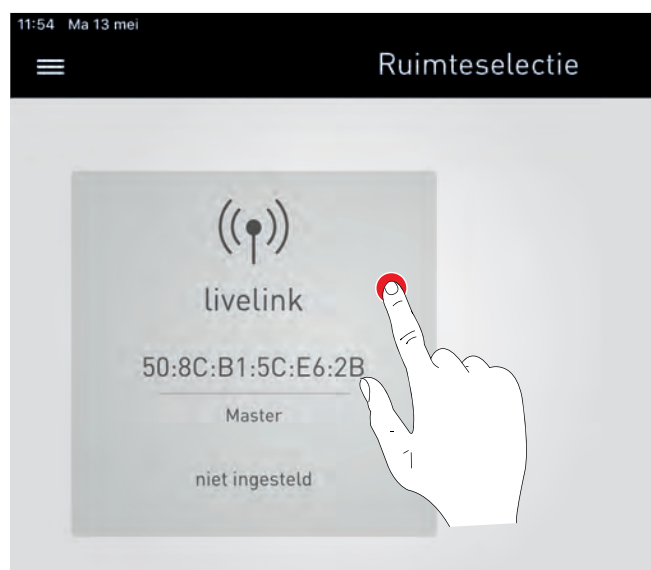 11:54 Ma 13 mei
Ruimteselectie
livelink
50:8C:B1:5C:E6:2B
Master
niet ingesteld